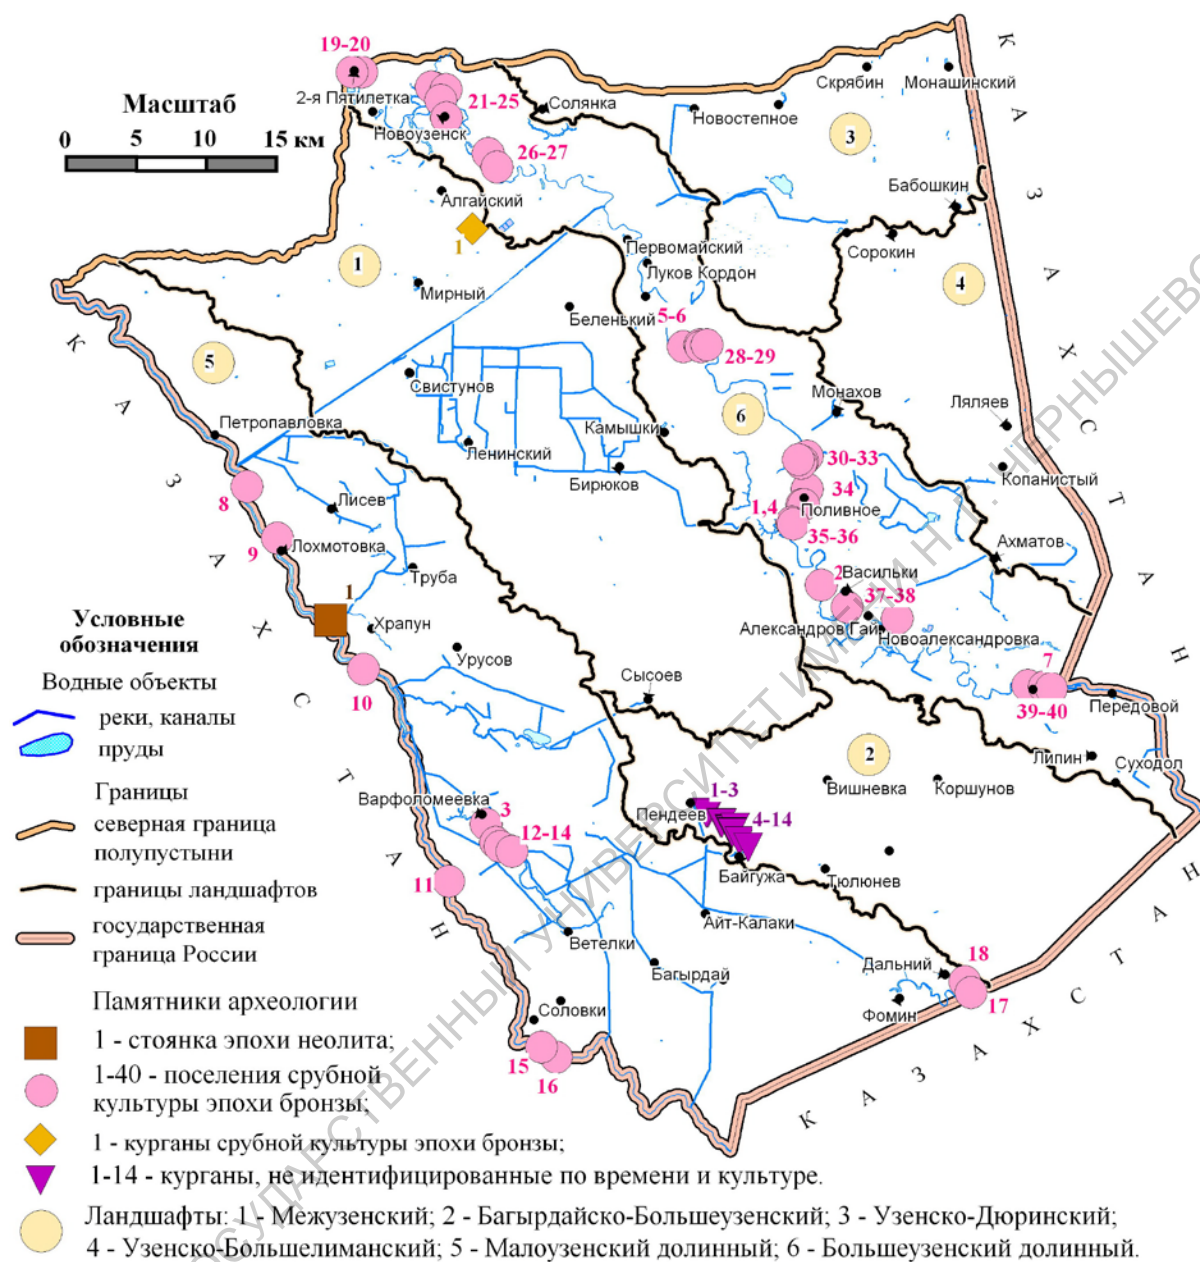 19-20
К А З А Х С Т А Н
Скрябин
Монашинский
Масштаб
2-я Пятилетка
21-25
Солянка
Новостепное
0 5 10 15 км
Новоузенск
3
26-27
Бабошкин
Алгайский
1
Первомайский
Сорокин
1
Луков Кордон
4
Мирный
Беленький
5-6
28-29
К А З А Х С Т А Н
5
Свистунов
Монахов
Ляляев
6
Петропавловка
Камышки
Ленинский
30-33
Копанистый
Бирюков
8
Лисев
34
1,4
Поливное
35-36
9
Лохмотовка
Ахматов
Труба
2
Васильки
1
37-38
Условные
обозначения
Храпун
Александров Гай
Новоалександровка
Урусов
7
Водные объекты
10
Сысоев
39-40
Передовой
реки, каналы
пруды
2
Липин
Суходол
Границы
Вишневка
Коршунов
северная граница
полупустыни
Варфоломеевка
3
Пендеев
1-3
4-14
12-14
границы ландшафтов
11
Байгужа
Тюлюнев
государственная
граница России
Айт-Калаки
Ветелки
Багырдай
Дальний
18
17
Памятники археологии
Соловки
Фомин
К А З А Х С Т А Н
1 - стоянка эпохи неолита;
15
16
1-40 - поселения срубной
культуры эпохи бронзы;
1 - курганы срубной культуры эпохи бронзы;
1-14 - курганы, не идентифицированные по времени и культуре.
Ландшафты: 1 - Межузенский; 2 - Багырдайско-Большеузенский; 3 - Узенско-Дюринский;
4 - Узенско-Большелиманский; 5 - Малоузенский долинный; 6 - Большеузенский долинный.
ГОСУДАРСТВЕННЫЙ УНИВЕРСИТЕТ ИМЕНИ Н. Г. ЧЕРНЫШЕВСКОГО